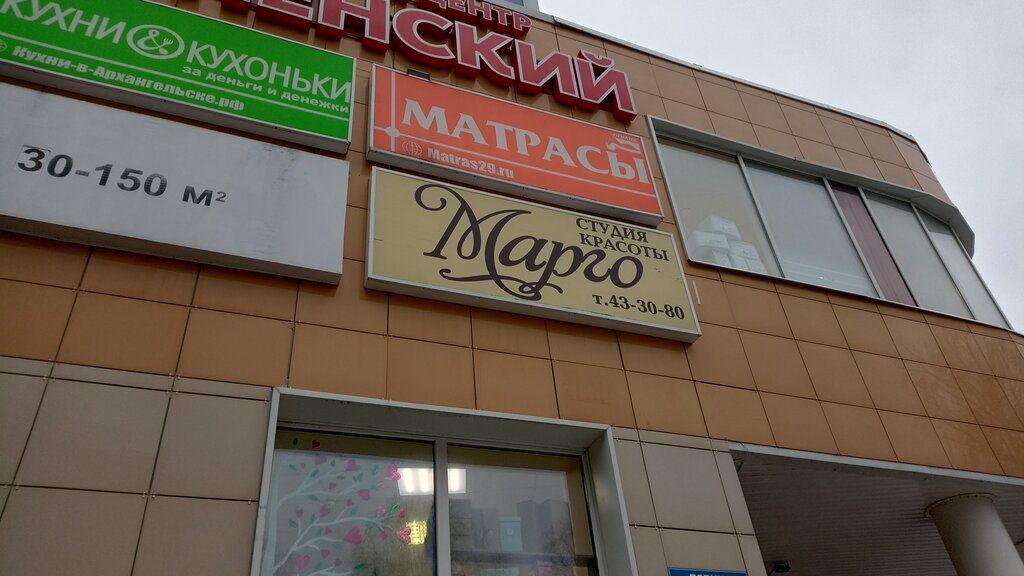 ЦЕНТР
ЕНСКИЙ
КУХНИ & КУХОНЬКИ
за деньги и денежки
Кухни-в-Архангельске.рф
МАТРАСЫ
Matras29.ru
30-150 М²
Марго
СТУДИЯ
КРАСОТЫ
т.43-30-80